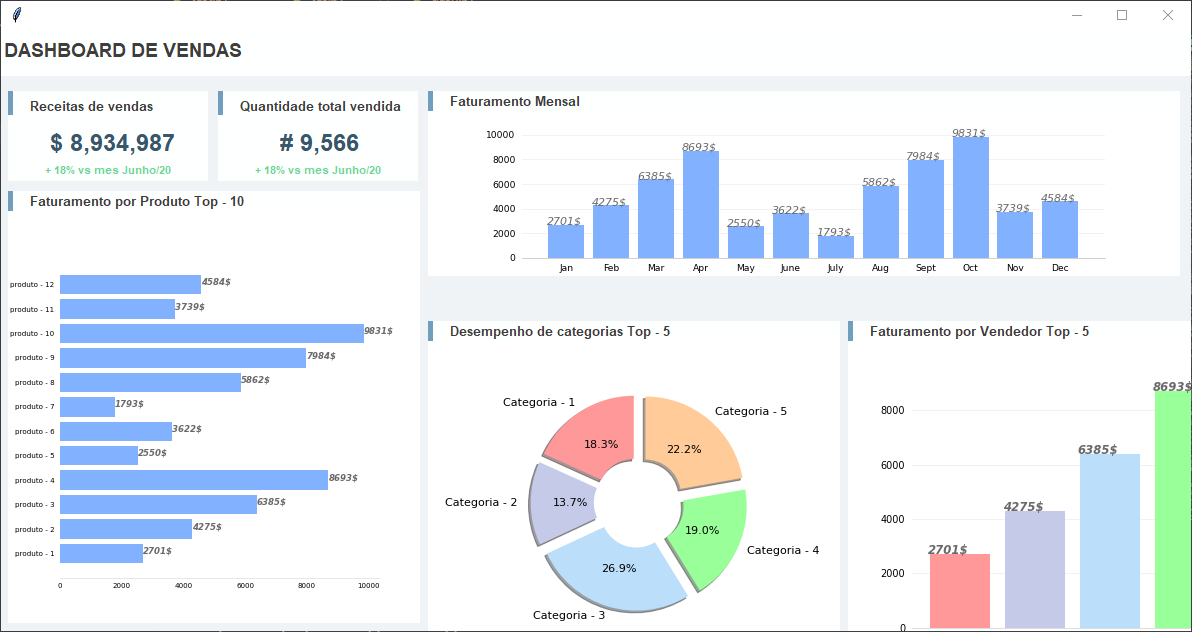 DASHBOARD DE VENDAS
Receitas de vendas
$ 8,934,987
+ 18% vs mes Junho/20
Quantidade total vendida
# 9,566
+ 18% vs mes Junho/20
Faturamento Mensal
10000
8000
6000
4000
2000
0
2701$
4275$
6385$
8693$
2550$
3622$
1793$
5862$
7984$
9831$
3739$
4584$
Jan
Feb
Mar
Apr
May
June
July
Aug
Sept
Oct
Nov
Dec
Faturamento por Produto Top - 10
produto - 12 4584$
produto - 11 3739$
produto - 10 9831$
produto - 9 7984$
produto - 8 5862$
produto - 7 1793$
produto - 6 3622$
produto - 5 2550$
produto - 4 8693$
produto - 3 6385$
produto - 2 4275$
produto - 1 2701$
0 2000 4000 6000 8000 10000
Desempenho de categorias Top - 5
Categoria - 1
18.3%
Categoria - 5
22.2%
Categoria - 2
13.7%
Categoria - 4
19.0%
Categoria - 3
26.9%
Faturamento por Vendedor Top - 5
8000
6000
4000
2000
0
2701$
4275$
6385$
8693$